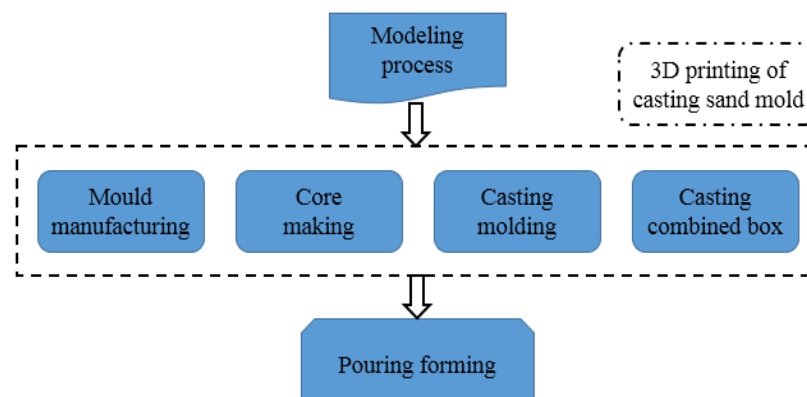 Modeling
process
3D printing of
casting sand mold
Mould
manufacturing
Core
making
Casting
molding
Casting
combined box
Pouring forming